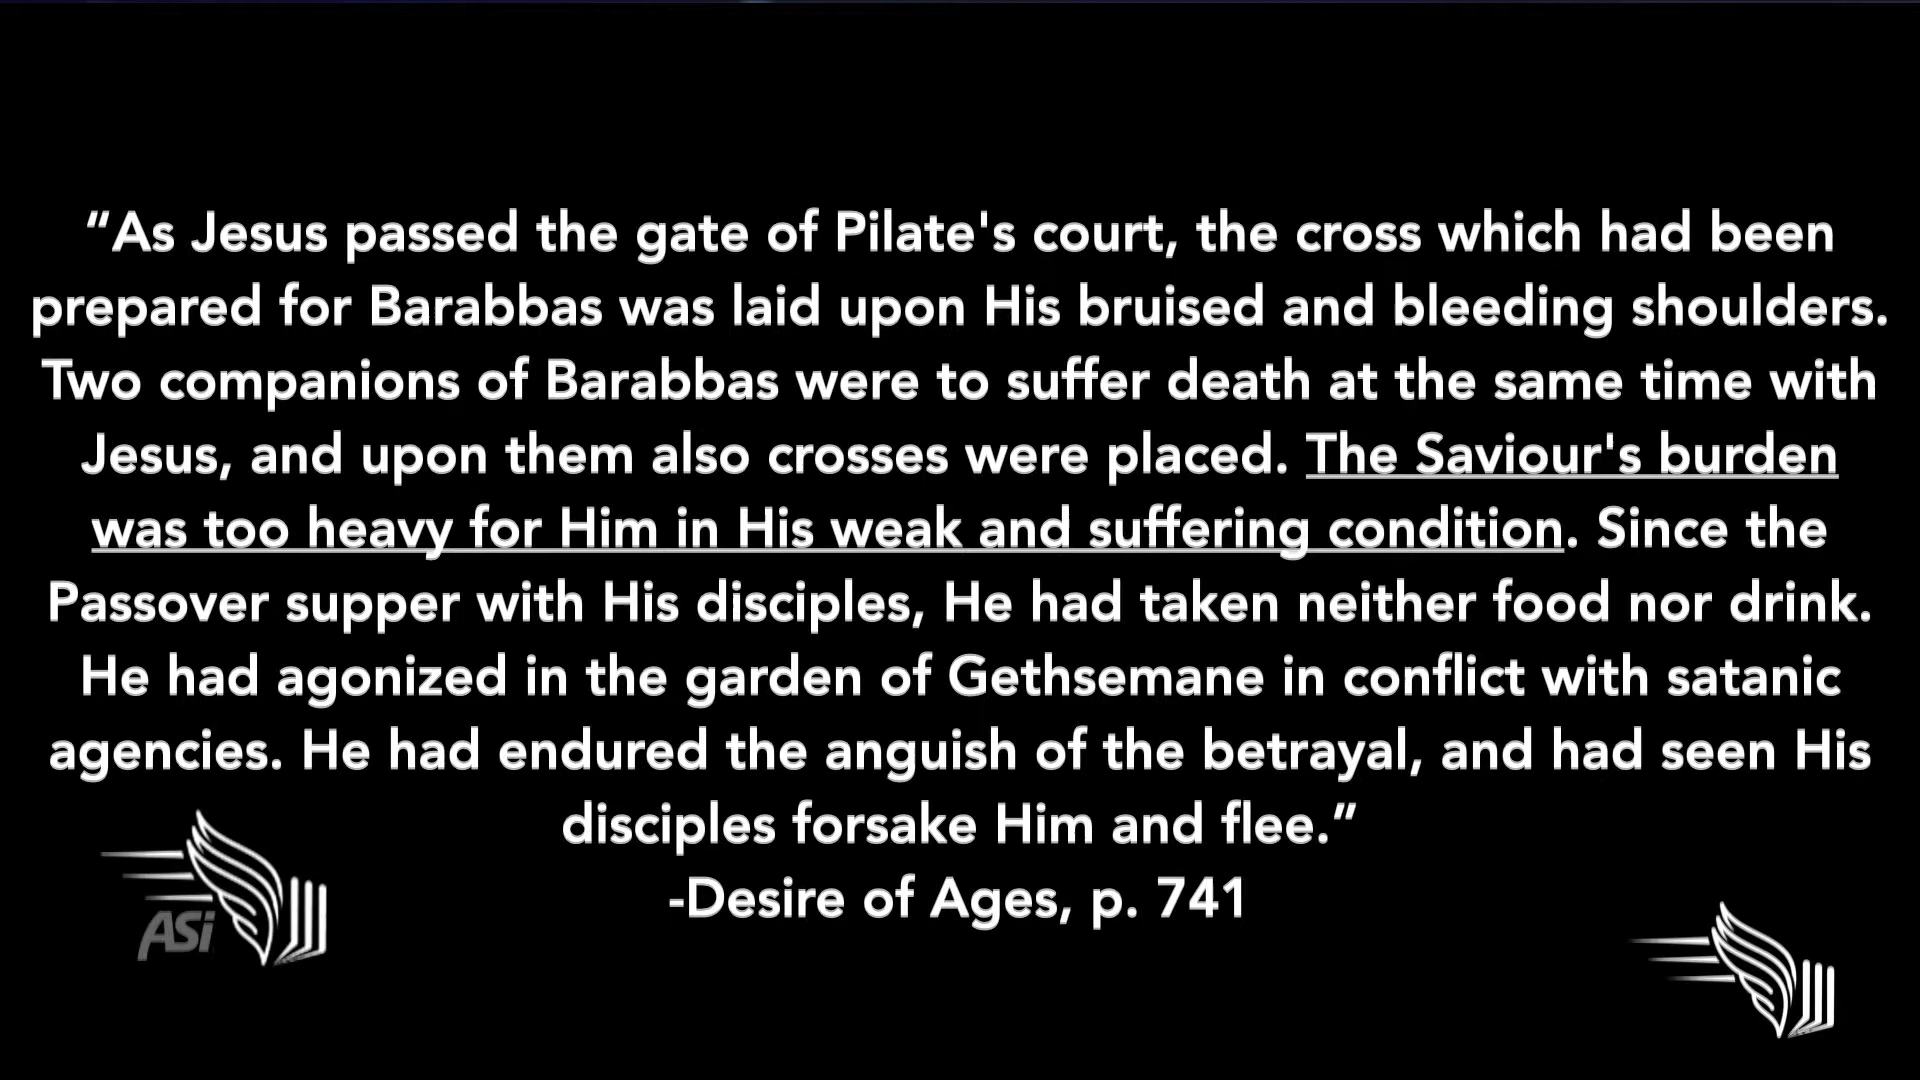 “As Jesus passed the gate of Pilate's court, the cross which had been
prepared for Barabbas was laid upon His bruised and bleeding shoulders.
Two companions of Barabbas were to suffer death at the same time with
Jesus, and upon them also crosses were placed. The Saviour's burden
was too heavy for Him in His weak and suffering condition. Since the
Passover supper with His disciples, He had taken neither food nor drink.
He had agonized in the garden of Gethsemane in conflict with satanic
agencies. He had endured the anguish of the betrayal, and had seen His
disciples forsake Him and flee.”
-Desire of Ages, p. 741
ASi